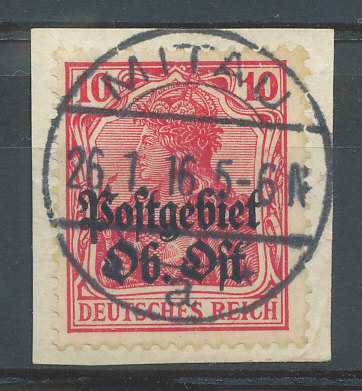 MITAU
10 10
26.7.16.5-6N
Postgebiet
Ob. Ost.
a
DEUTSCHES REICH